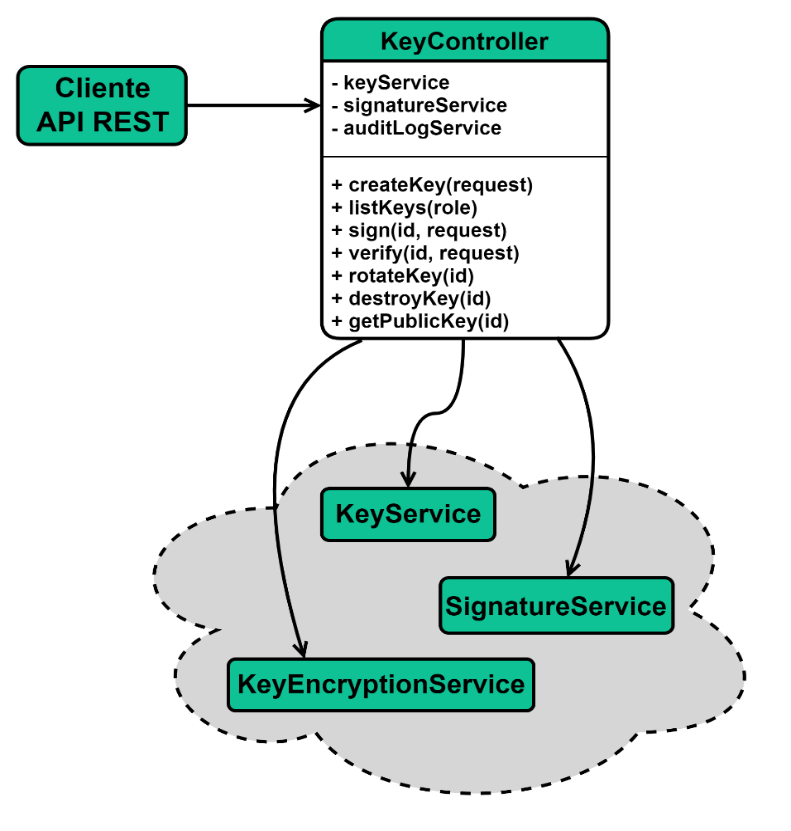 Cliente
API REST
KeyController
- keyService
- signatureService
- auditLogService
+ createKey(request)
+ listKeys(role)
+ sign(id, request)
+ verify(id, request)
+ rotateKey(id)
+ destroyKey(id)
+ getPublicKey(id)
KeyService
SignatureService
KeyEncryptionService